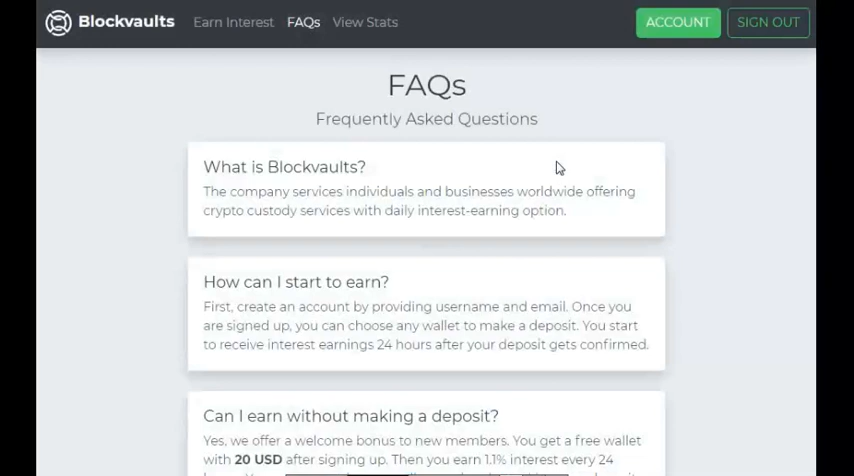 Blockvaults Earn Interest FAQs View Stats ACCOUNT SIGN OUT
FAQs
Frequently Asked Questions
What is Blockvaults?
The company services individuals and businesses worldwide offering
crypto custody services with daily interest-earning option.
How can I start to earn?
First, create an account by providing username and email. Once you
are signed up, you can choose any wallet to make a deposit. You start
to receive interest earnings 24 hours after your deposit gets confirmed.
Can I earn without making a deposit?
Yes, we offer a welcome bonus to new members. You get a free wallet
with 20 USD after signing up. Then you earn 1.1% interest every 24